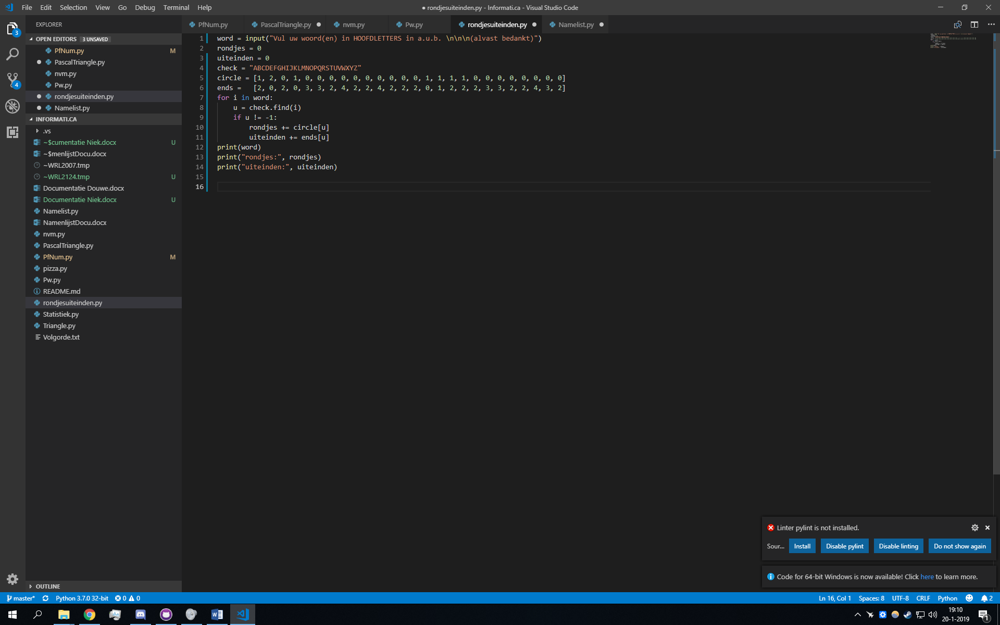 File Edit Selection View Go Debug Terminal Help
● rondjesuiteinden.py - Informati.ca - Visual Studio Code
EXPLORER
PfNum.py PascalTriangle.py nvm.py Pw.py rondjesuiteinden.py Namelist.py
OPEN EDITORS 3 UNSAVED
PfNum.py M
PascalTriangle.py
nvm.py
Pw.py
rondjesuiteinden.py
Namelist.py
INFORMATI.CA
.vs
~$cumentatie Niek.docx U
~$menlijstDocu.docx
~WRL2007.tmp
~WRL2124.tmp U
Documentatie Douwe.docx
Documentatie Niek.docx U
Namelist.py
NamenlijstDocu.docx
nvm.py
PascalTriangle.py
PfNum.py M
pizza.py
Pw.py
README.md
rondjesuiteinden.py
Statistiek.py
Triangle.py
Volgorde.txt
OUTLINE
3
4
1 word = input("Vul uw woord(en) in HOOFDLETTERS in a.u.b. \n\n\n(alvast bedankt)")
2 rondjes = 0
3 uiteinden = 0
4 check = "ABCDEFGHIJKLMNOPQRSTUVWXYZ"
5 circle = [1, 2, 0, 1, 0, 0, 0, 0, 0, 0, 0, 0, 0, 0, 1, 1, 1, 1, 0, 0, 0, 0, 0, 0, 0, 0]
6 ends =   [2, 0, 2, 0, 3, 3, 2, 4, 2, 2, 4, 2, 2, 2, 0, 1, 2, 2, 2, 3, 3, 2, 2, 4, 3, 2]
7 for i in word:
8     u = check.find(i)
9     if u != -1:
10         rondjes += circle[u]
11         uiteinden += ends[u]
12 print(word)
13 print("rondjes:", rondjes)
14 print("uiteinden:", uiteinden)
15
16
Linter pylint is not installed.
Sour... Install Disable pylint Disable linting Do not show again
Code for 64-bit Windows is now available! Click here to learn more.
master* Python 3.7.0 32-bit 0 0 Ln 16, Col 1 Spaces: 8 UTF-8 CRLF Python 2
19:10
20-1-2019
1